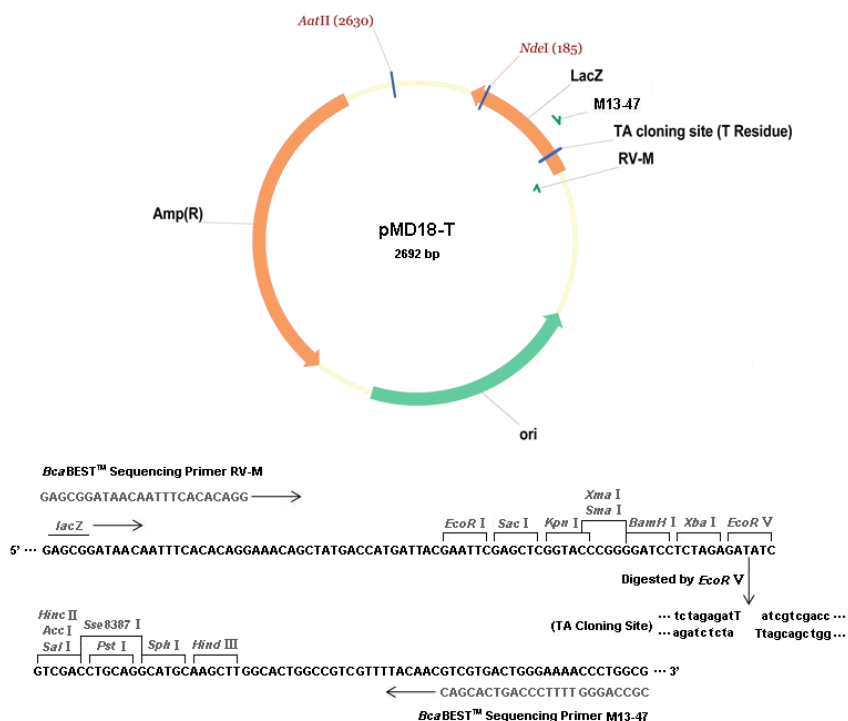 AatII (2630)
NdeI (185)
LacZ
M13-47
TA cloning site (T Residue)
RV-M
Amp(R)
pMD18-T
2692 bp
ori
BcaBEST™ Sequencing Primer RV-M
GAGCGGATAACAATTTCACACAGG
lacZ
Xma I
Sma I
EcoR I Sac I Kpn I BamH I Xba I EcoR V
5' ··· GAGCGGATAACAATTTCACACAGGAAACAGCTATGACCATGATTACGAATTCGAGCTCGGTACCCGGGGATCCTCTAGAGATATC
Digested by EcoR V
(TA Cloning Site)
··· tctagagatT atcgtcgacc ···
··· agatctcta Ttagcagctgg ···
Hinc II
Acc I Sse8387 I
Sal I Pst I Sph I Hind III
GTCGACCTGCAGGCATGCAAGCTTGGCACTGGCCGTCGTTTTACAACGTCGTGACTGGGAAAACCCTGGCG ··· 3'
CAGCACTGACCCTTTT GGGACCGC
BcaBEST™ Sequencing Primer M13-47